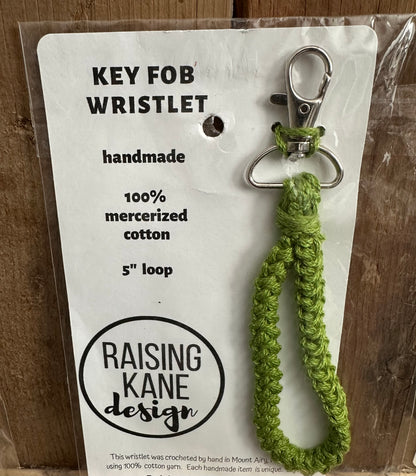 KEY FOB
WRISTLET
handmade
100%
mercerized
cotton
5" loop
RAISING
KANE
design
This wristlet was crocheted by hand in Mount Airy,
using 100% cotton yarn. Each handmade item is unique.